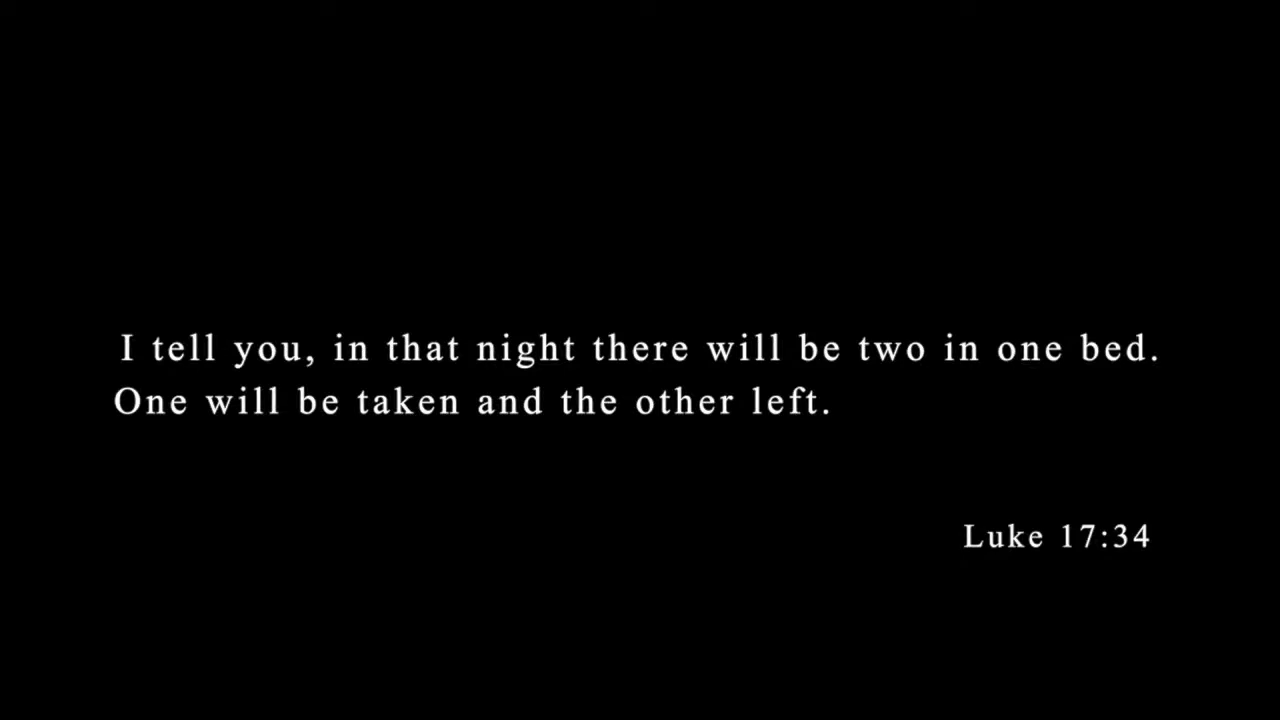 I tell you, in that night there will be two in one bed.
One will be taken and the other left.
Luke 17:34